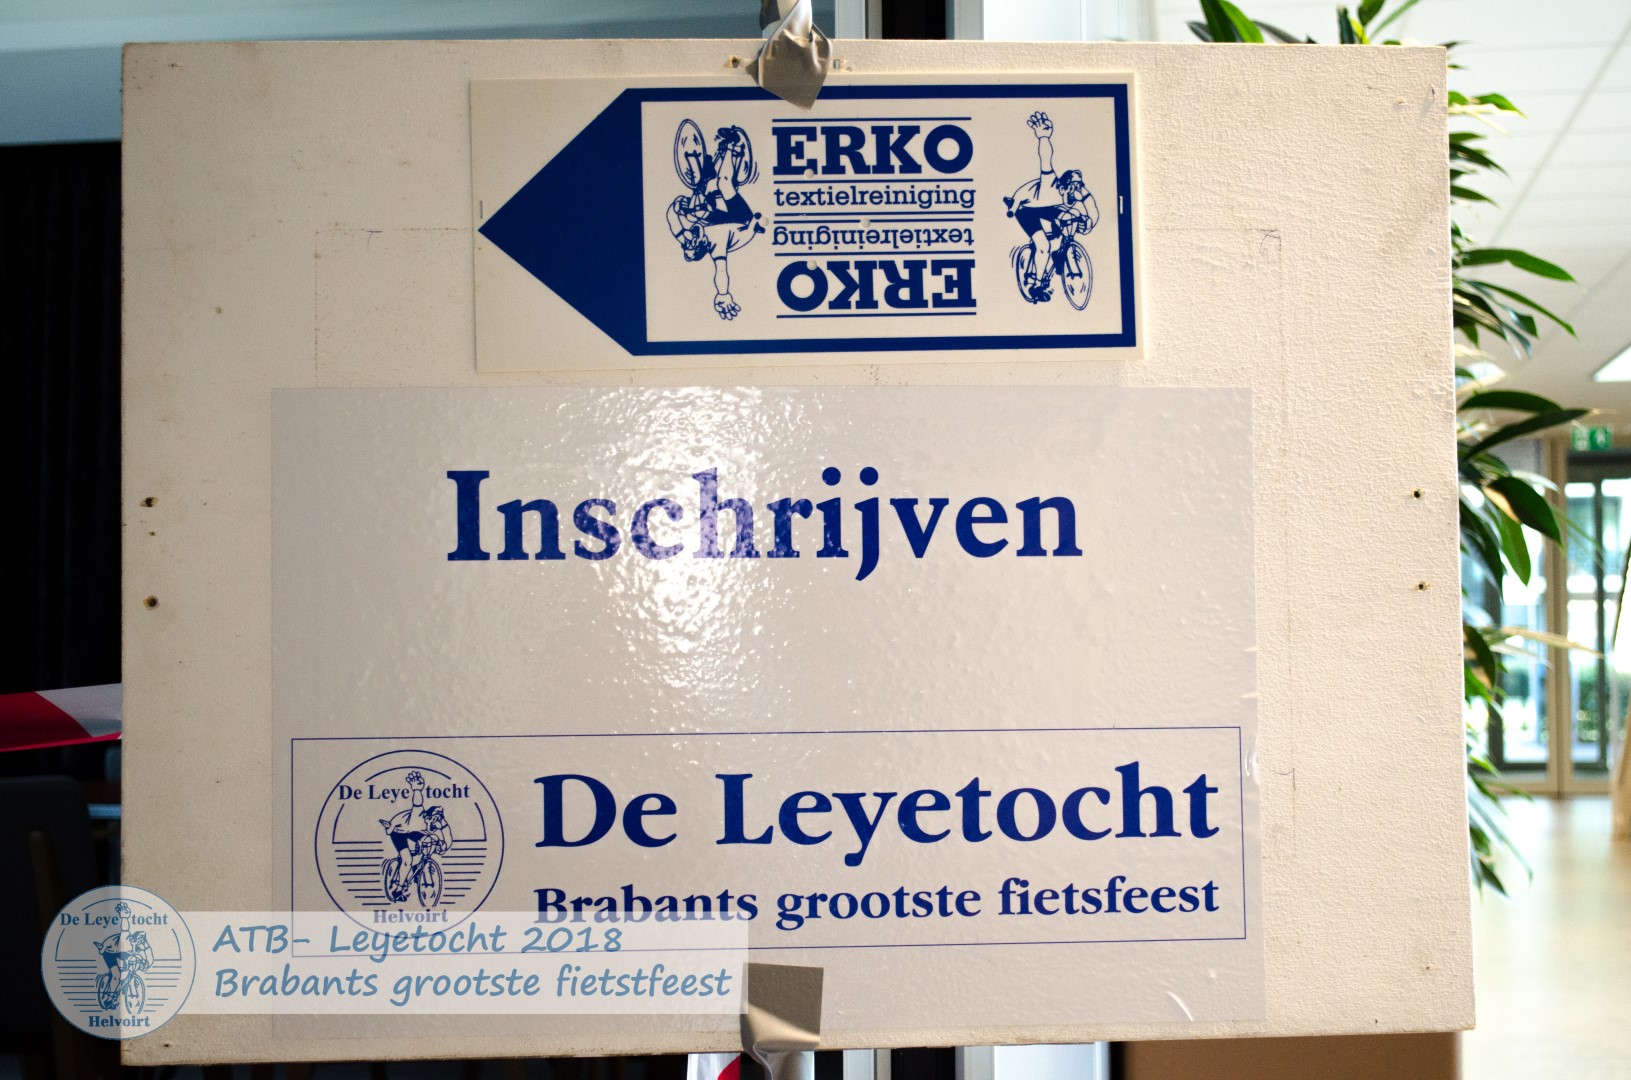 ERKO
textielreiniging
textielreiniging
ERKO
Inschrijven
De Leyetocht
Helvoirt
De Leyetocht
Brabants grootste fietsfeest
De Leyetocht
Helvoirt
ATB- Leyetocht 2018
Brabants grootste fietstfeest